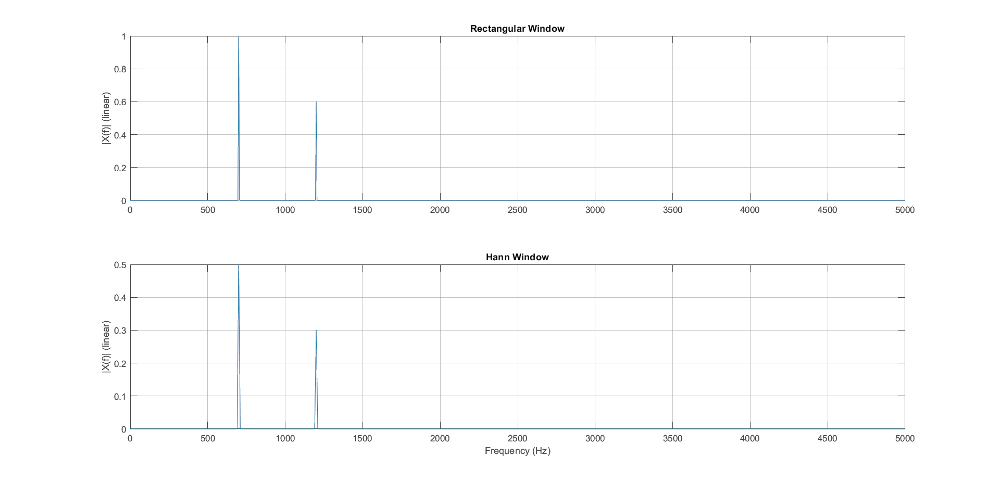 Rectangular Window
1
0.8
0.6
0.4
0.2
0
|X(f)| (linear)
0 500 1000 1500 2000 2500 3000 3500 4000 4500 5000
Hann Window
0.5
0.4
0.3
0.2
0.1
0
|X(f)| (linear)
0 500 1000 1500 2000 2500 3000 3500 4000 4500 5000
Frequency (Hz)